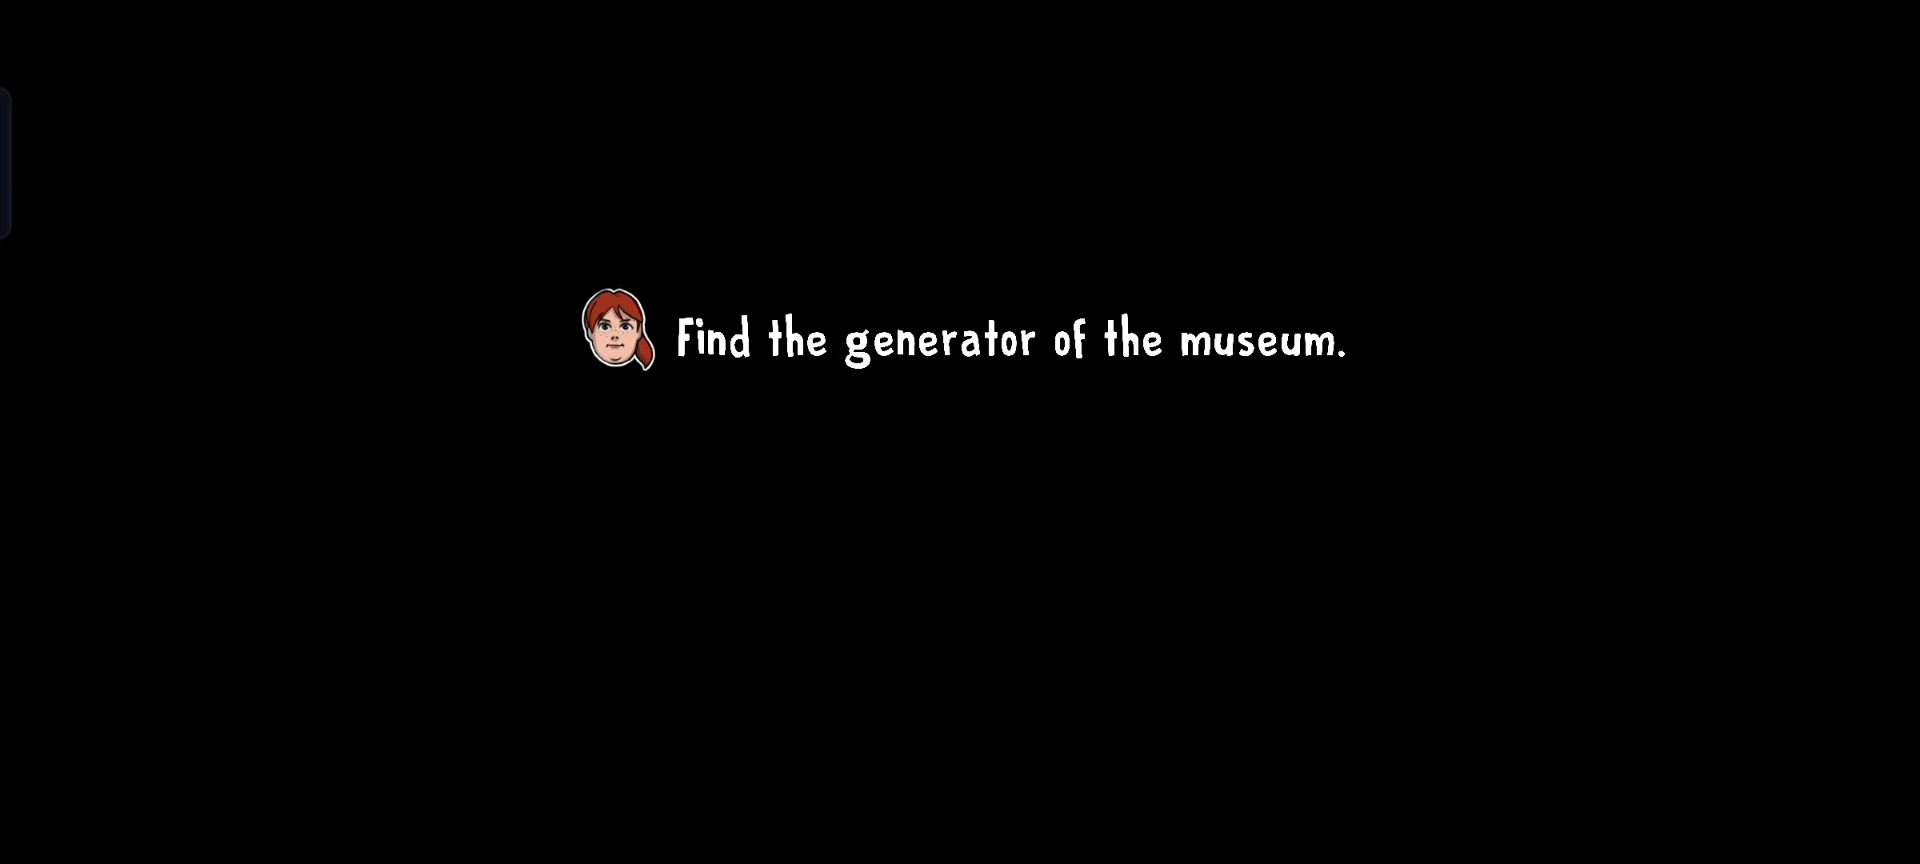 Find the generator of the museum.